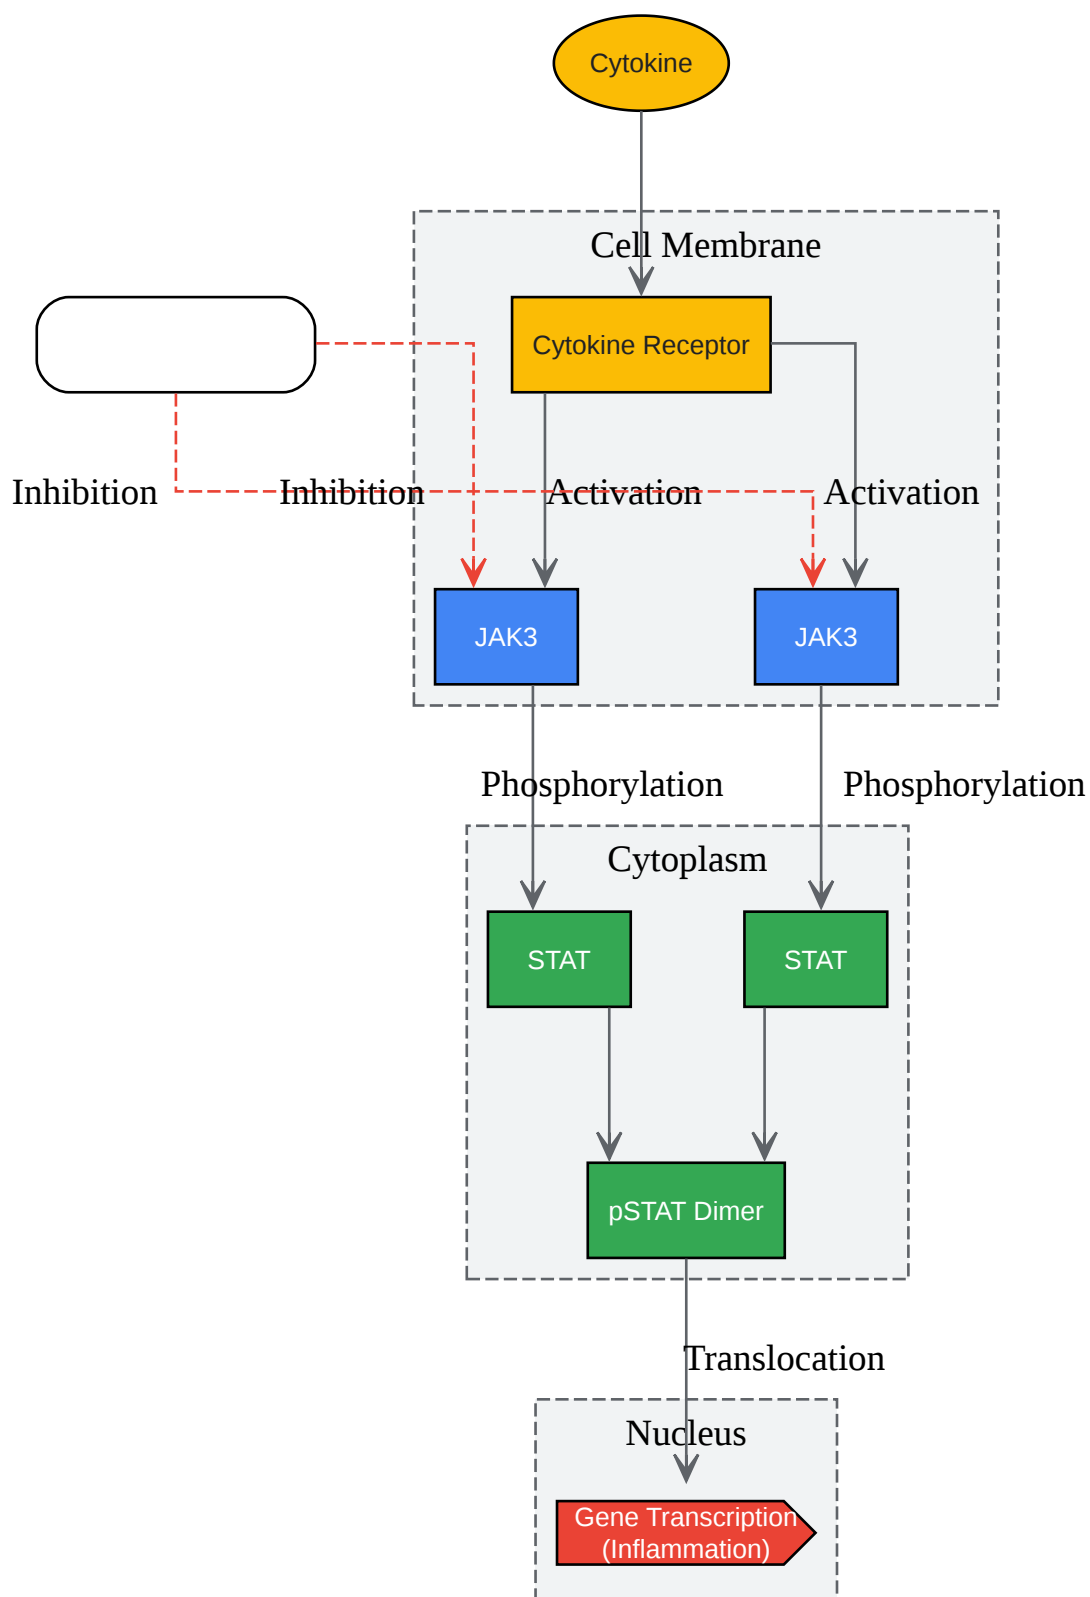 Cytokine
Cell Membrane
Cytokine Receptor
Inhibition
Inhibition
Activation
Activation
JAK3
JAK3
Phosphorylation
Phosphorylation
Cytoplasm
STAT
STAT
pSTAT Dimer
Translocation
Nucleus
Gene Transcription
(Inflammation)